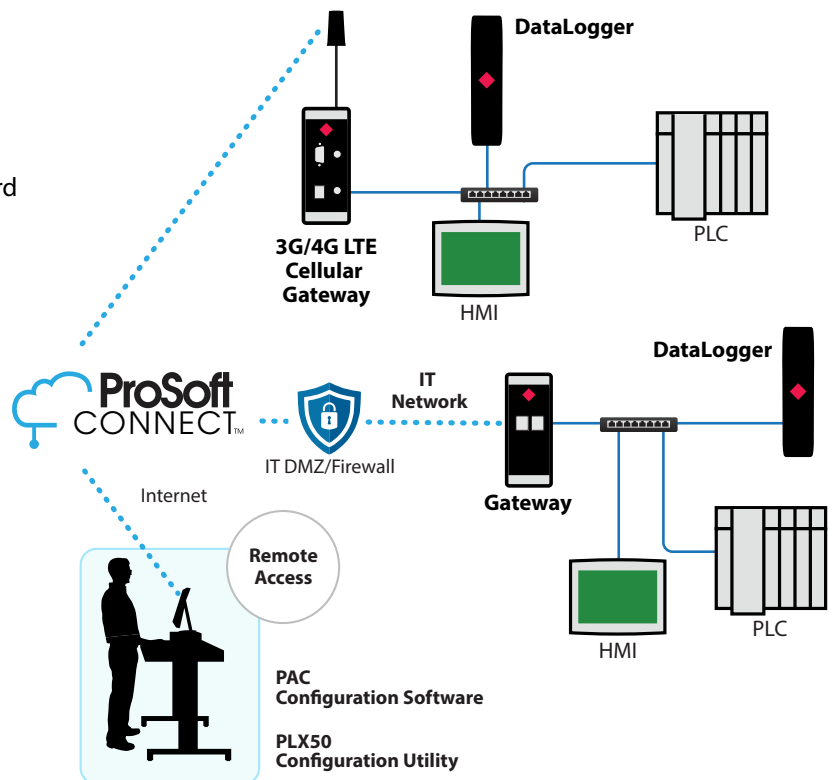 DataLogger
rd
3G/4G LTE
Cellular
Gateway
HMI
PLC
DataLogger
ProSoft
CONNECT™
IT
Network
IT DMZ/Firewall
Gateway
Internet
Remote
Access
HMI
PLC
PAC
Configuration Software
PLX50
Configuration Utility